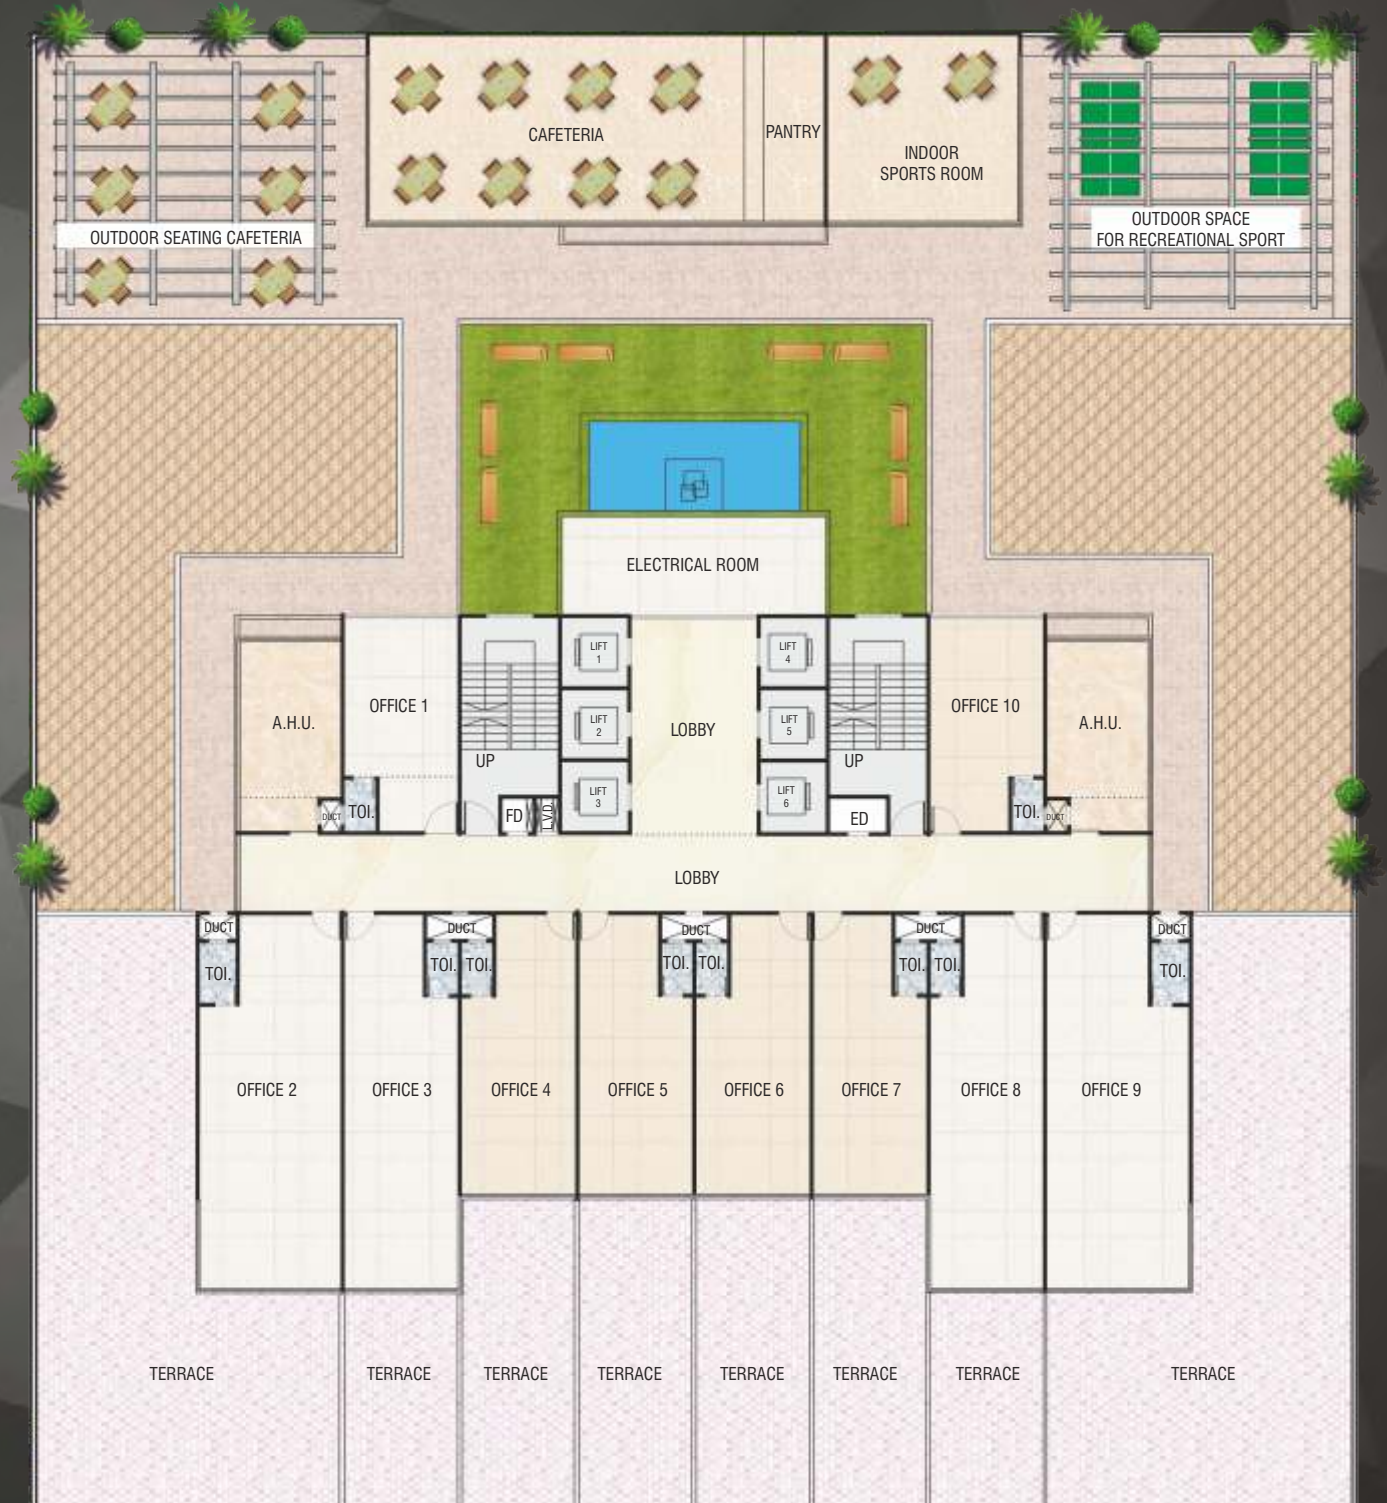 CAFETERIA
PANTRY
INDOOR
SPORTS ROOM
OUTDOOR SEATING CAFETERIA
OUTDOOR SPACE
FOR RECREATIONAL SPORT
ELECTRICAL ROOM
A.H.U.
OFFICE 1
UP
LIFT
1
LIFT
2
LIFT
3
LOBBY
LIFT
4
LIFT
5
LIFT
6
UP
OFFICE 10
A.H.U.
DUCT
TOI.
FD
L.V.D.
ED
TOI.
DUCT
LOBBY
DUCT
DUCT
DUCT
DUCT
DUCT
TOI.
TOI.
TOI.
TOI.
TOI.
TOI.
TOI.
TOI.
OFFICE 2
OFFICE 3
OFFICE 4
OFFICE 5
OFFICE 6
OFFICE 7
OFFICE 8
OFFICE 9
TERRACE
TERRACE
TERRACE
TERRACE
TERRACE
TERRACE
TERRACE
TERRACE